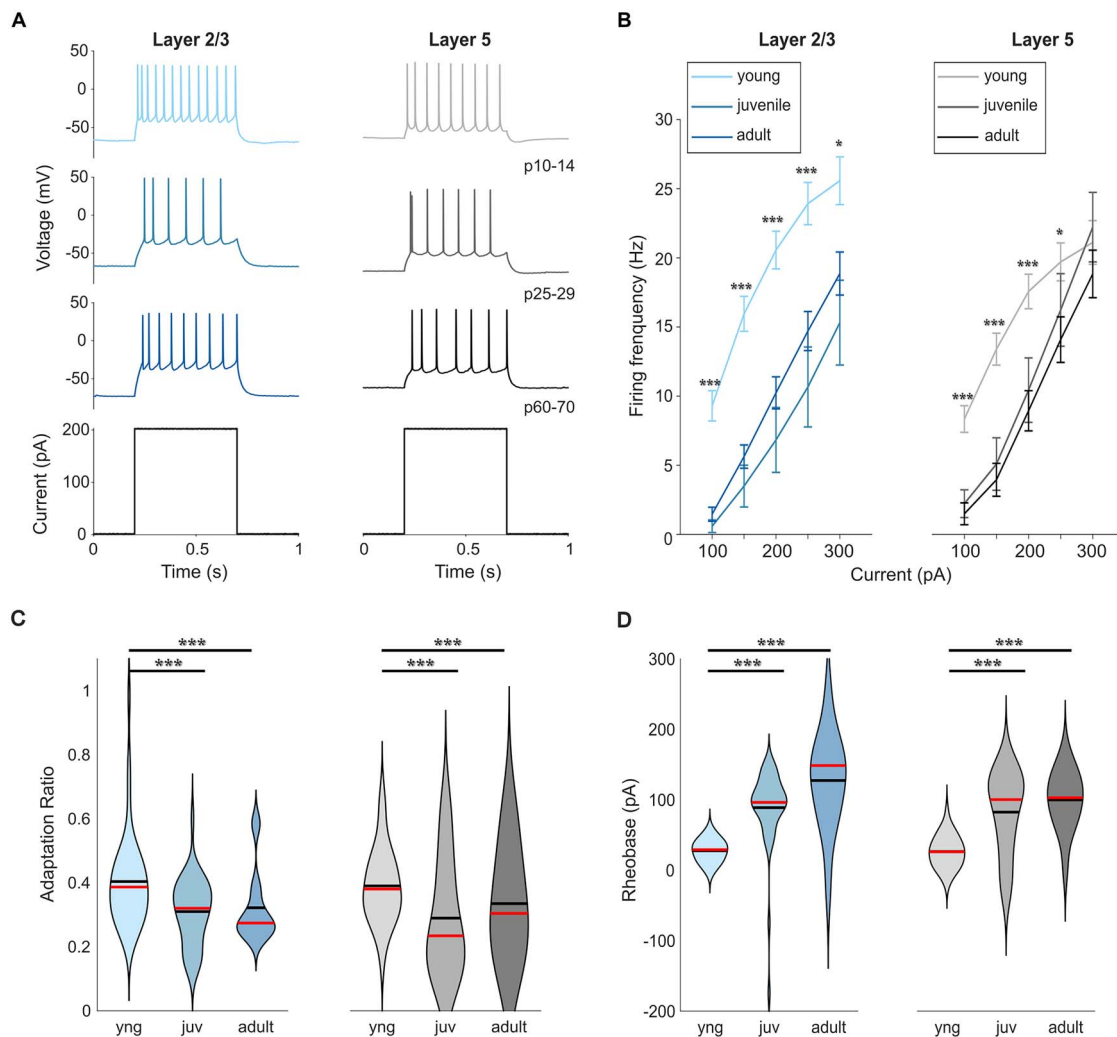 A
Layer 2/3
Layer 5
50
0
-50
p10-14
50
0
-50
p25-29
50
0
-50
p60-70
Voltage (mV)
200
100
0
Current (pA)
0
0.5
1
0
0.5
1
Time (s)
Time (s)
B
Layer 2/3
Layer 5
young
juvenile
adult
young
juvenile
adult
30
25
20
15
10
5
0
Firing frenquency (Hz)
***
***
***
***
*
***
***
***
*
100
200
300
100
200
300
Current (pA)
C
***
***
***
***
1
0.8
0.6
0.4
0.2
0
Adaptation Ratio
yng
juv
adult
yng
juv
adult
D
***
***
***
***
300
200
100
0
-100
-200
Rheobase (pA)
yng
juv
adult
yng
juv
adult